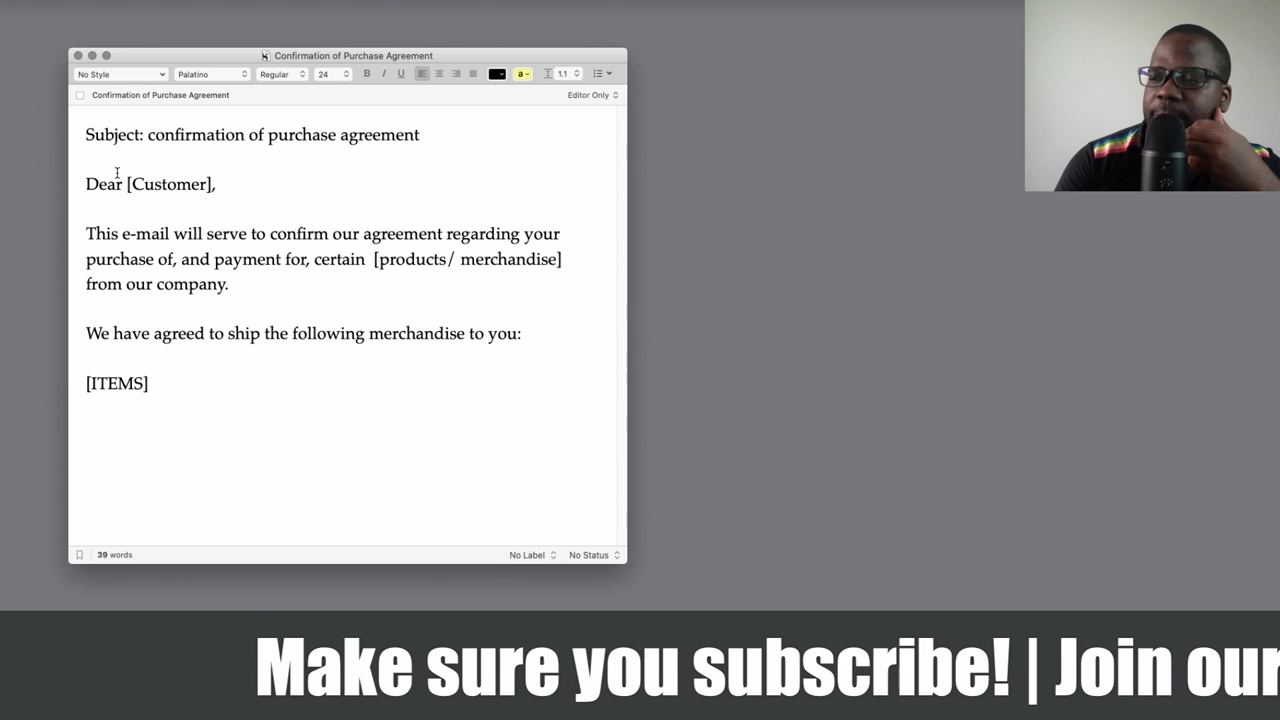 Confirmation of Purchase Agreement
No Style Palatino Regular 24 B I U a 1.1
Confirmation of Purchase Agreement Editor Only
Subject: confirmation of purchase agreement
Dear [Customer],
This e-mail will serve to confirm our agreement regarding your
purchase of, and payment for, certain [products/ merchandise]
from our company.
We have agreed to ship the following merchandise to you:
[ITEMS]
39 words No Label No Status
Make sure you subscribe! | Join our